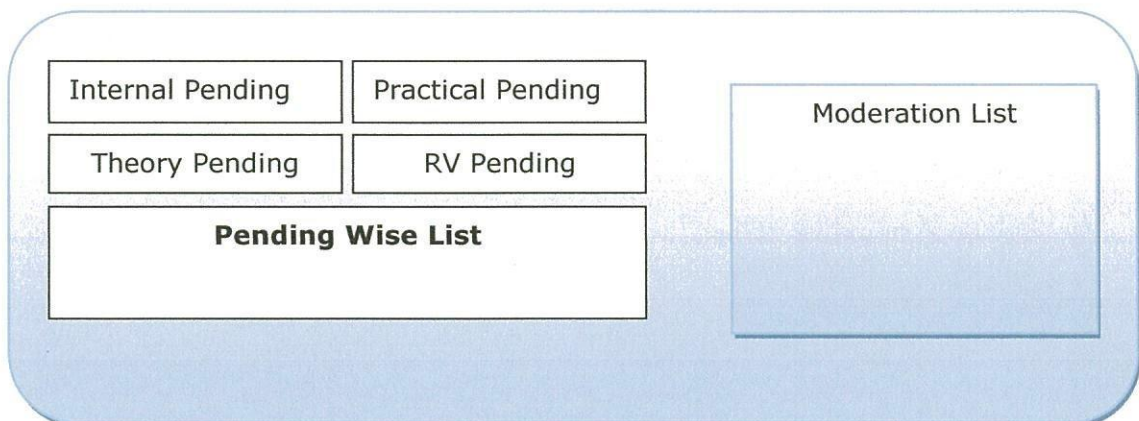 Internal Pending
Practical Pending
Moderation List
Theory Pending
RV Pending
Pending Wise List